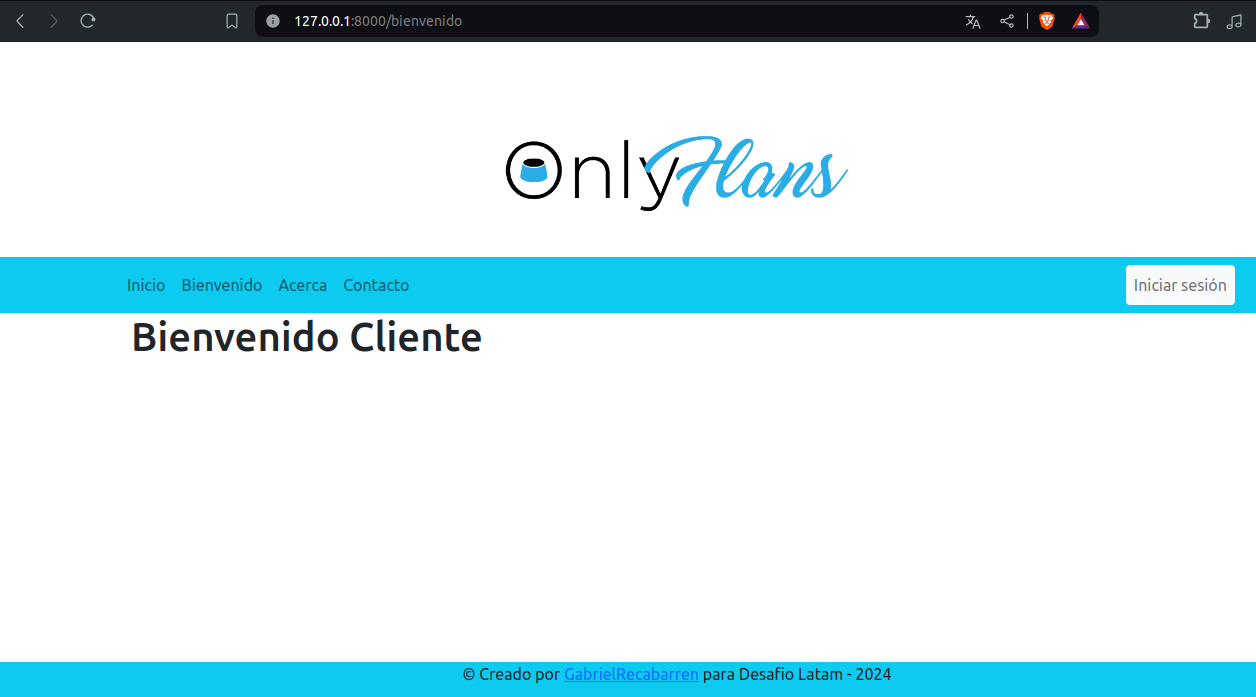 127.0.0.1:8000/bienvenido
OnlyFlans
Inicio Bienvenido Acerca Contacto Iniciar sesión
Bienvenido Cliente
© Creado por GabrielRecabarren para Desafio Latam - 2024